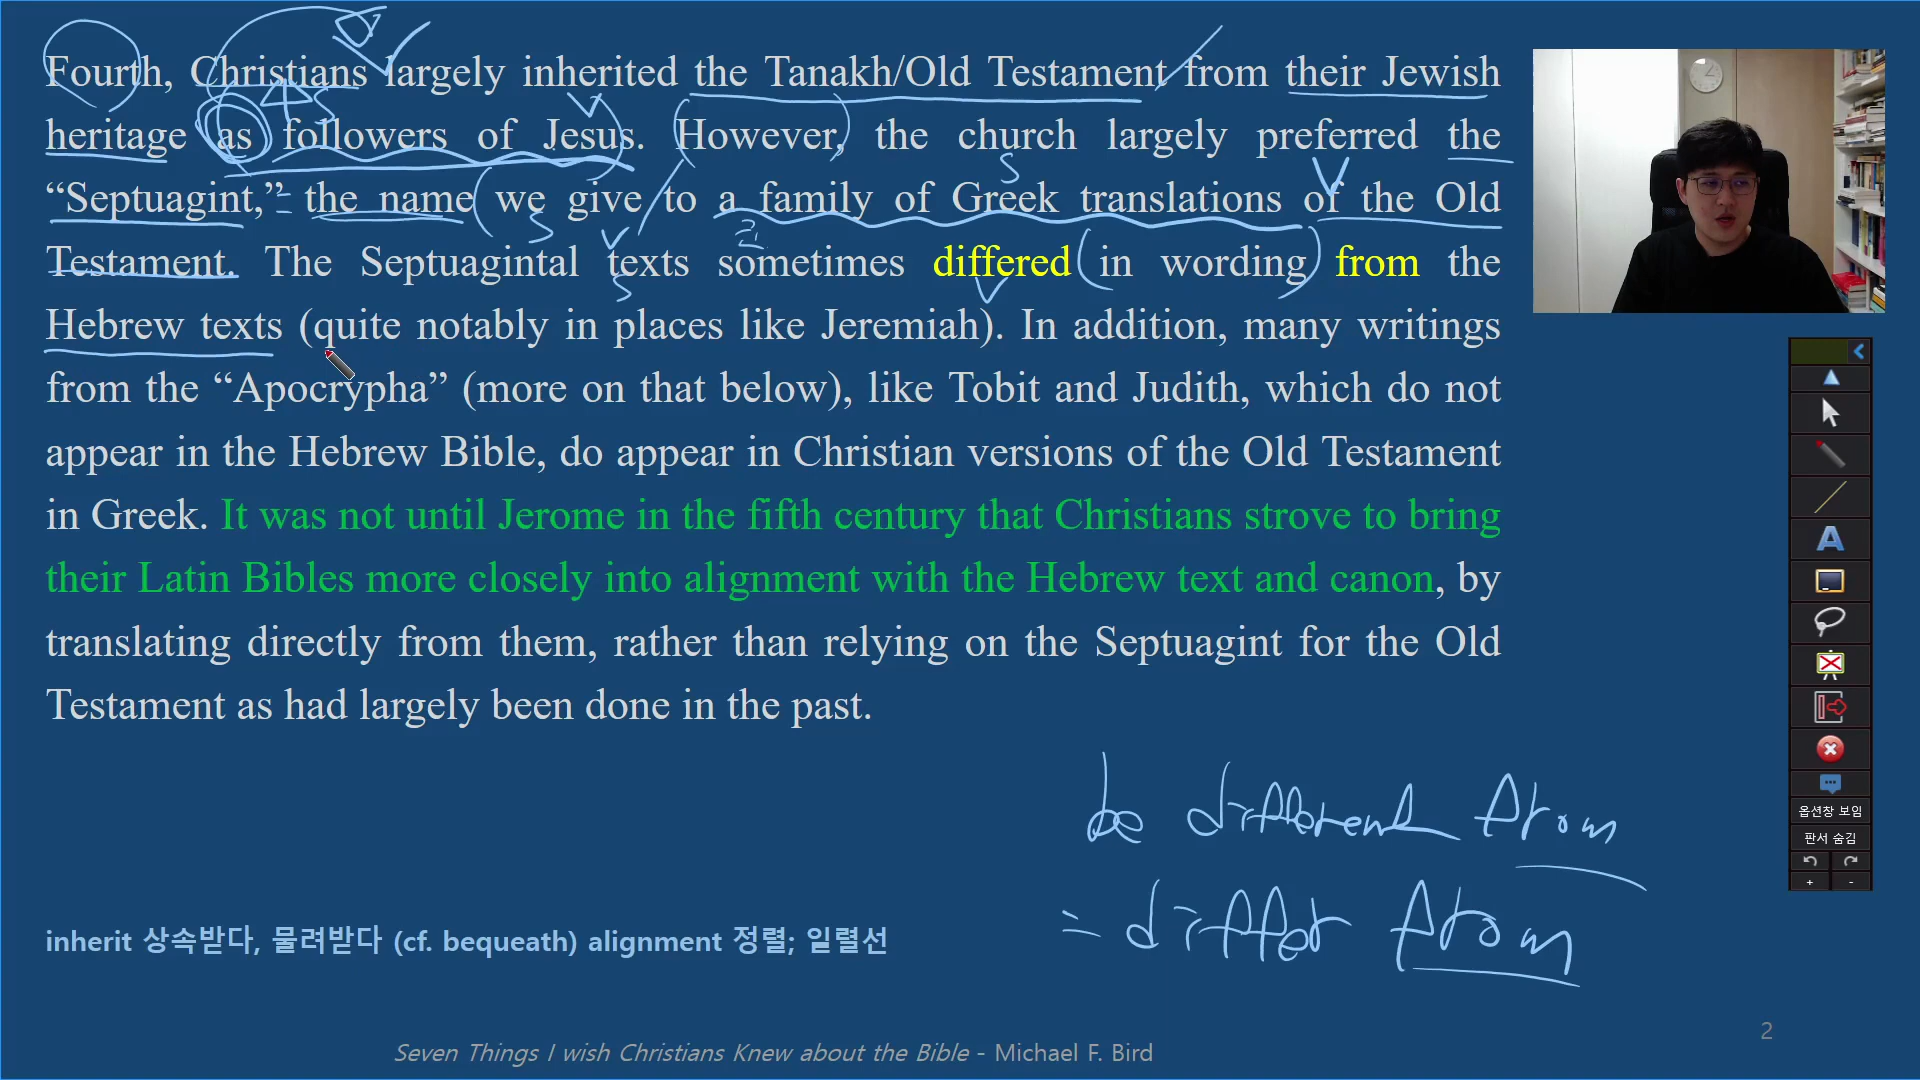 Fourth, Christians largely inherited the Tanakh/Old Testament from their Jewish
heritage as followers of Jesus. However, the church largely preferred the
“Septuagint,” the name we give to a family of Greek translations of the Old
Testament. The Septuagintal texts sometimes differed in wording from the
Hebrew texts (quite notably in places like Jeremiah). In addition, many writings
from the “Apocrypha” (more on that below), like Tobit and Judith, which do not
appear in the Hebrew Bible, do appear in Christian versions of the Old Testament
in Greek. It was not until Jerome in the fifth century that Christians strove to bring
their Latin Bibles more closely into alignment with the Hebrew text and canon, by
translating directly from them, rather than relying on the Septuagint for the Old
Testament as had largely been done in the past.
be different from
= differ from
inherit 상속받다, 물려받다 (cf. bequeath) alignment 정렬; 일렬선
Seven Things I wish Christians Knew about the Bible - Michael F. Bird
2
옵션창 보임
판서 숨김
+ -